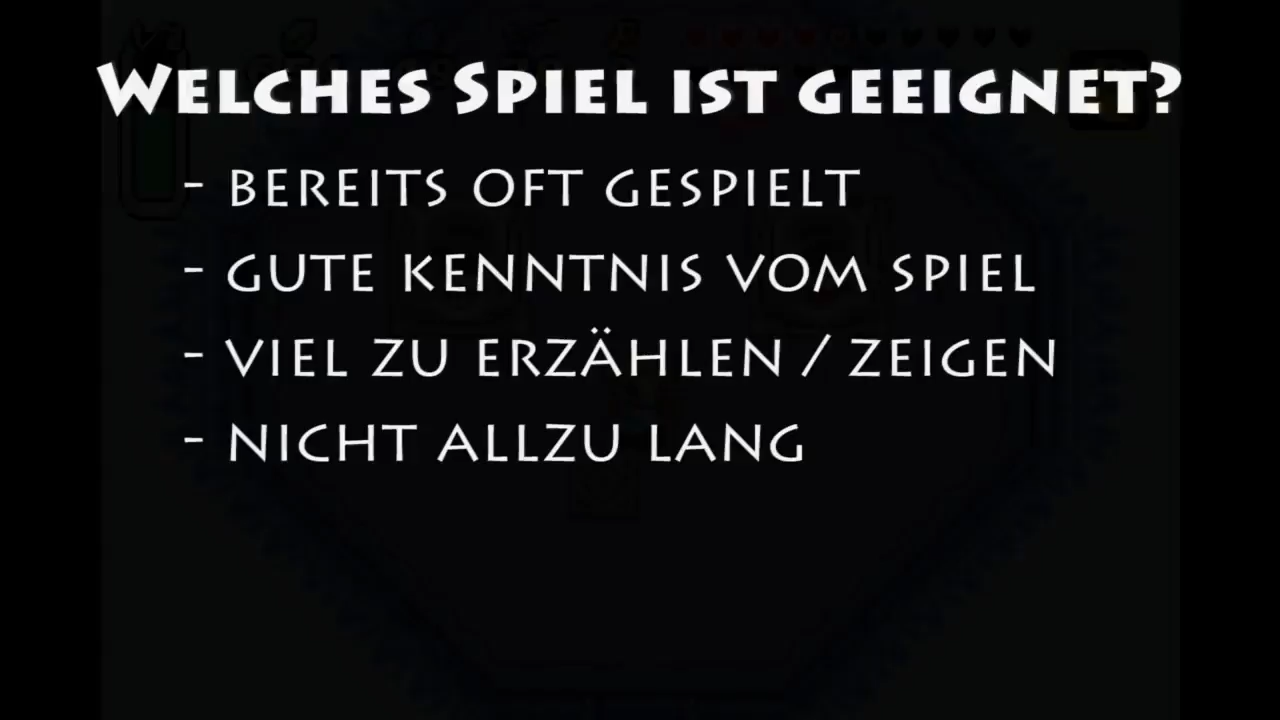 Welches Spiel ist geeignet?
- bereits oft gespielt
- gute Kenntnis vom Spiel
- viel zu erzählen / zeigen
- nicht allzu lang